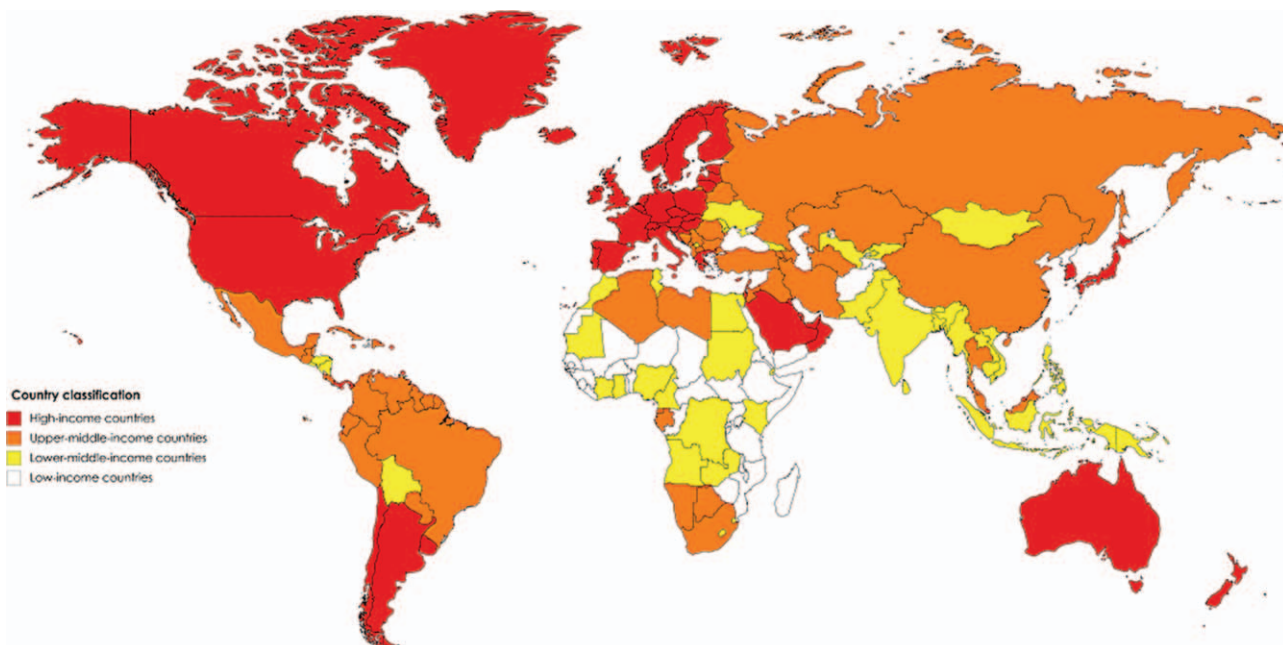 Country classification
High-income countries
Upper-middle-income countries
Lower-middle-income countries
Low-income countries